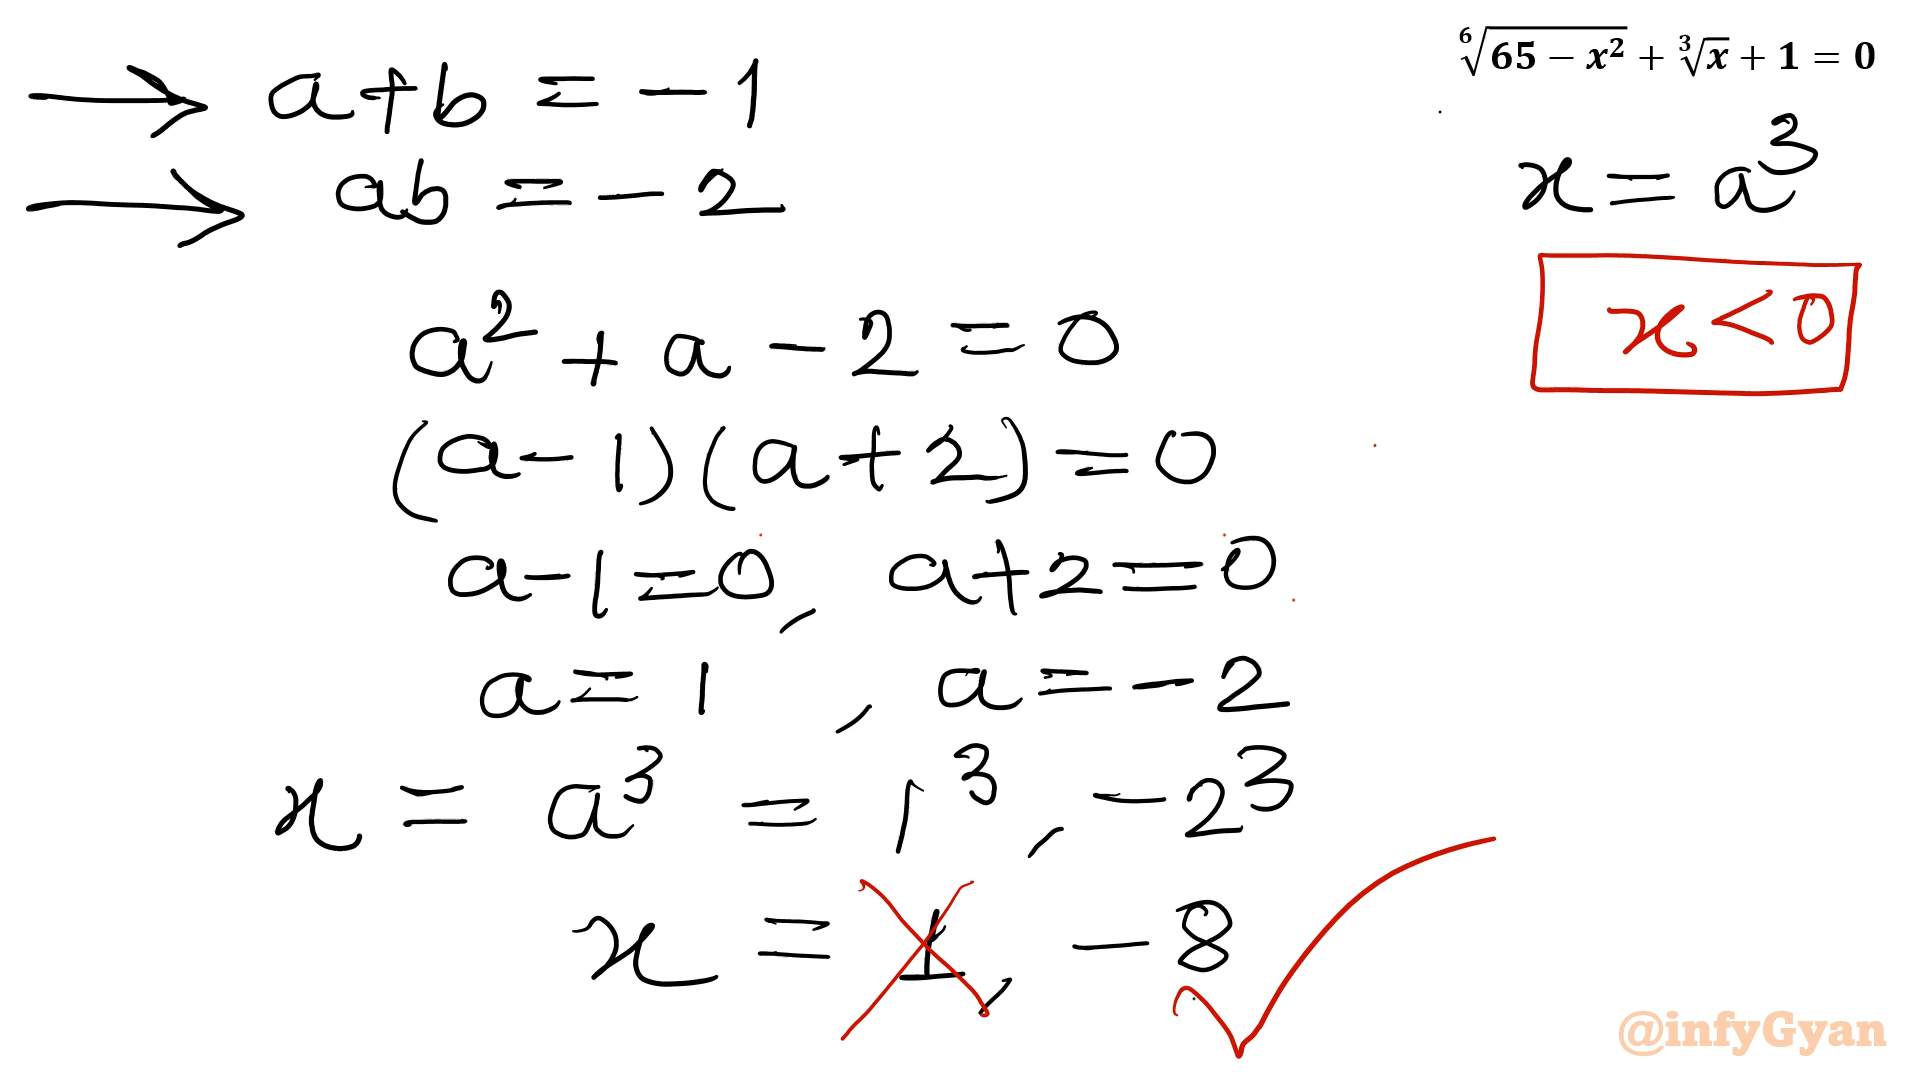 ⁶√(65 − x²) + ³√x + 1 = 0
→ a+b = −1
→ ab = −2
x = a³
x < 0
a² + a − 2 = 0
(a−1)(a+2) = 0
a−1=0, a+2=0
a = 1, a = −2
x = a³ = 1³, −2³
x = 1, −8
@infyGyan